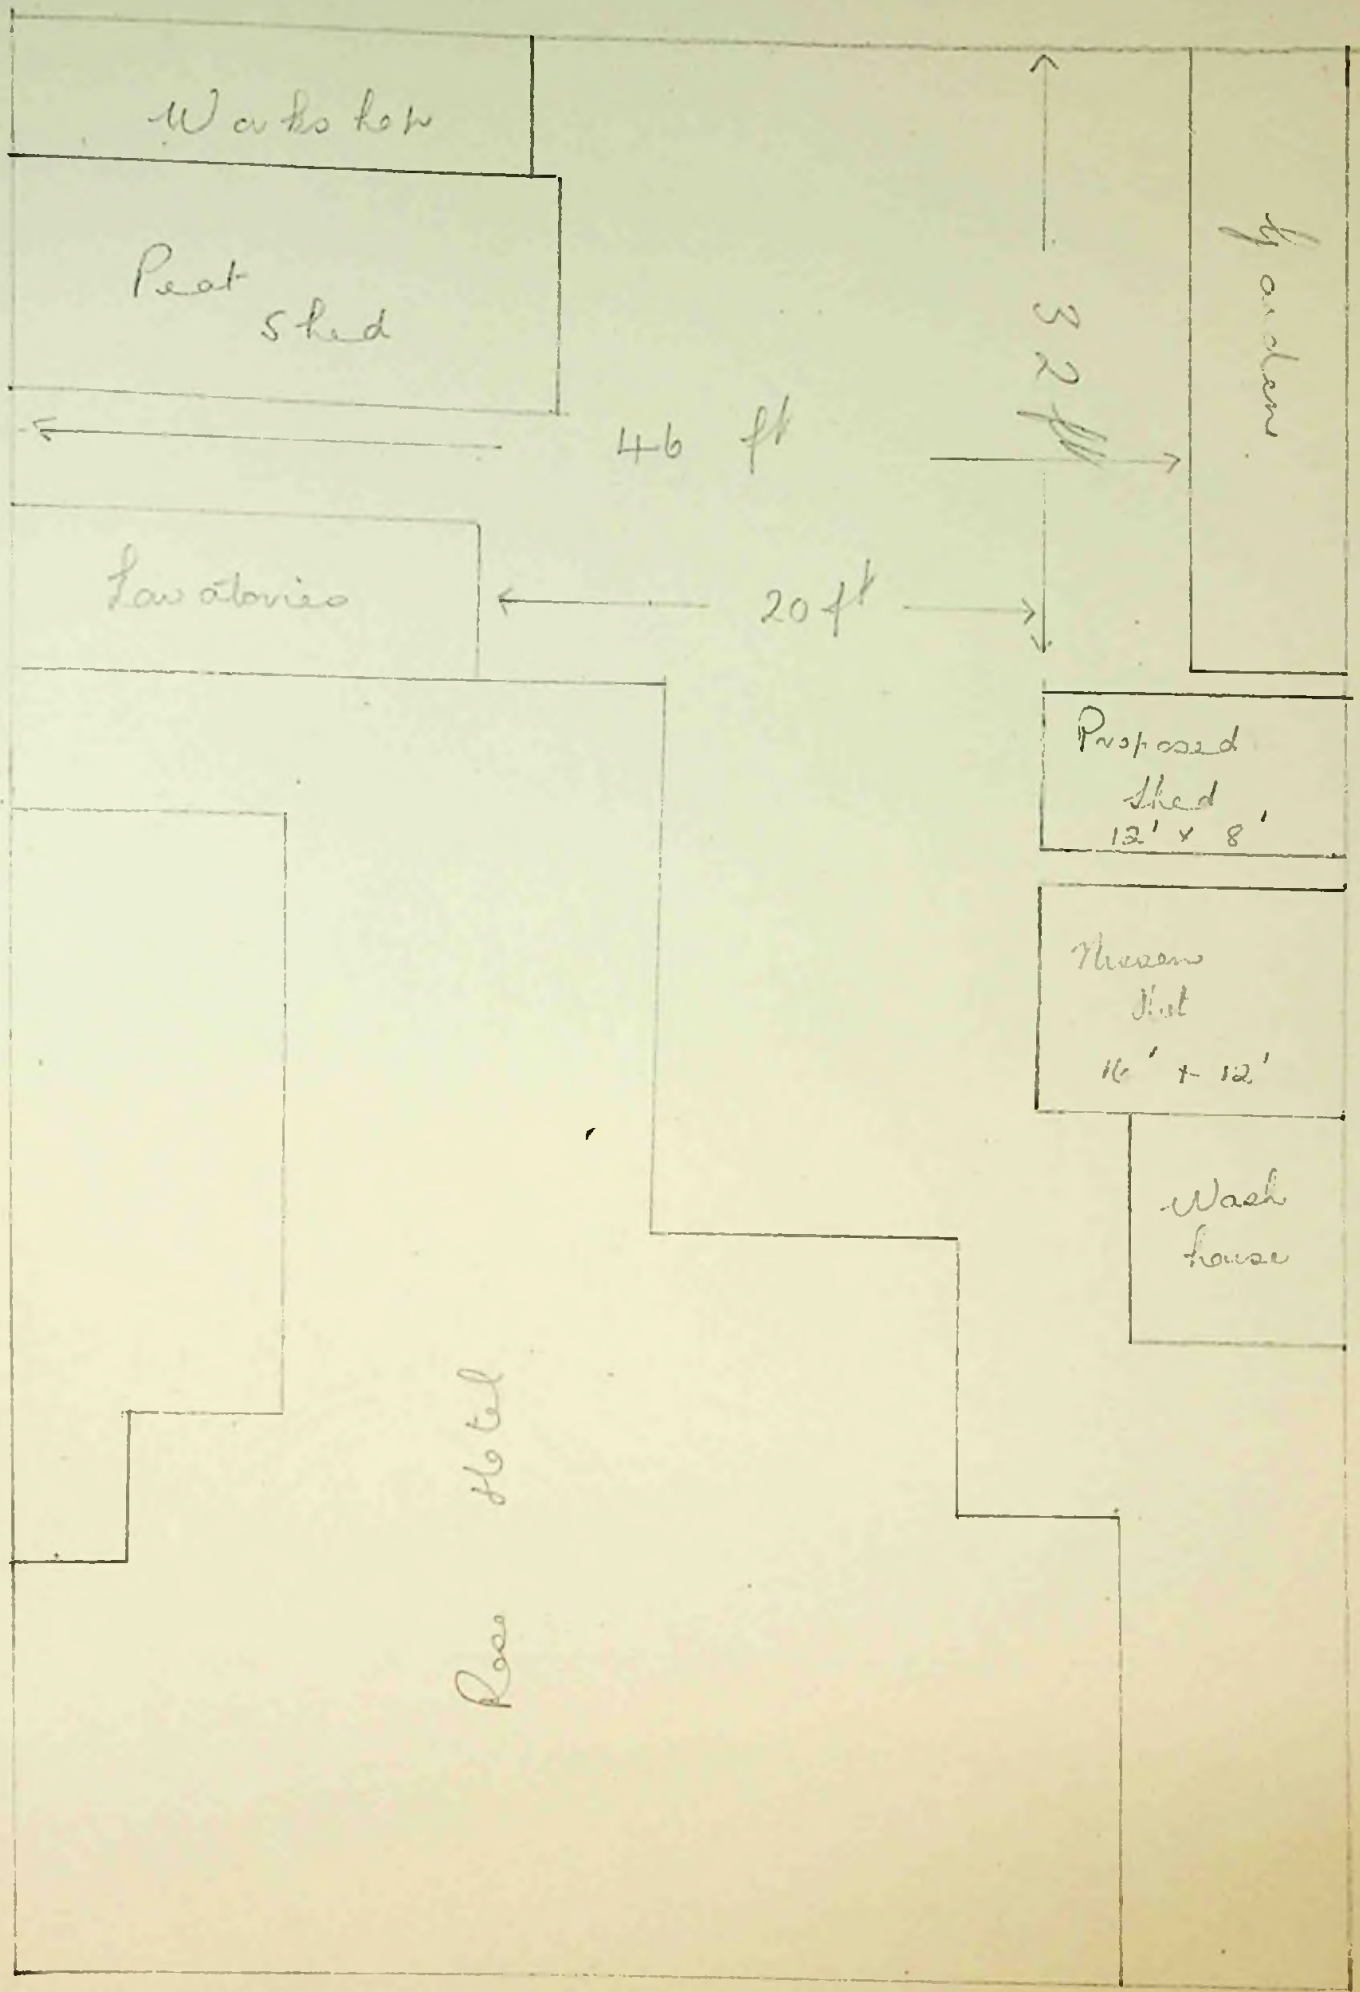 Workshop
Peat
Shed
46 ft
32 ft
Garden
Lavatories
20 ft
Proposed
Shed
12' x 8'
Nissen
Hut
16' x 12'
Wash
house
Rose Hotel